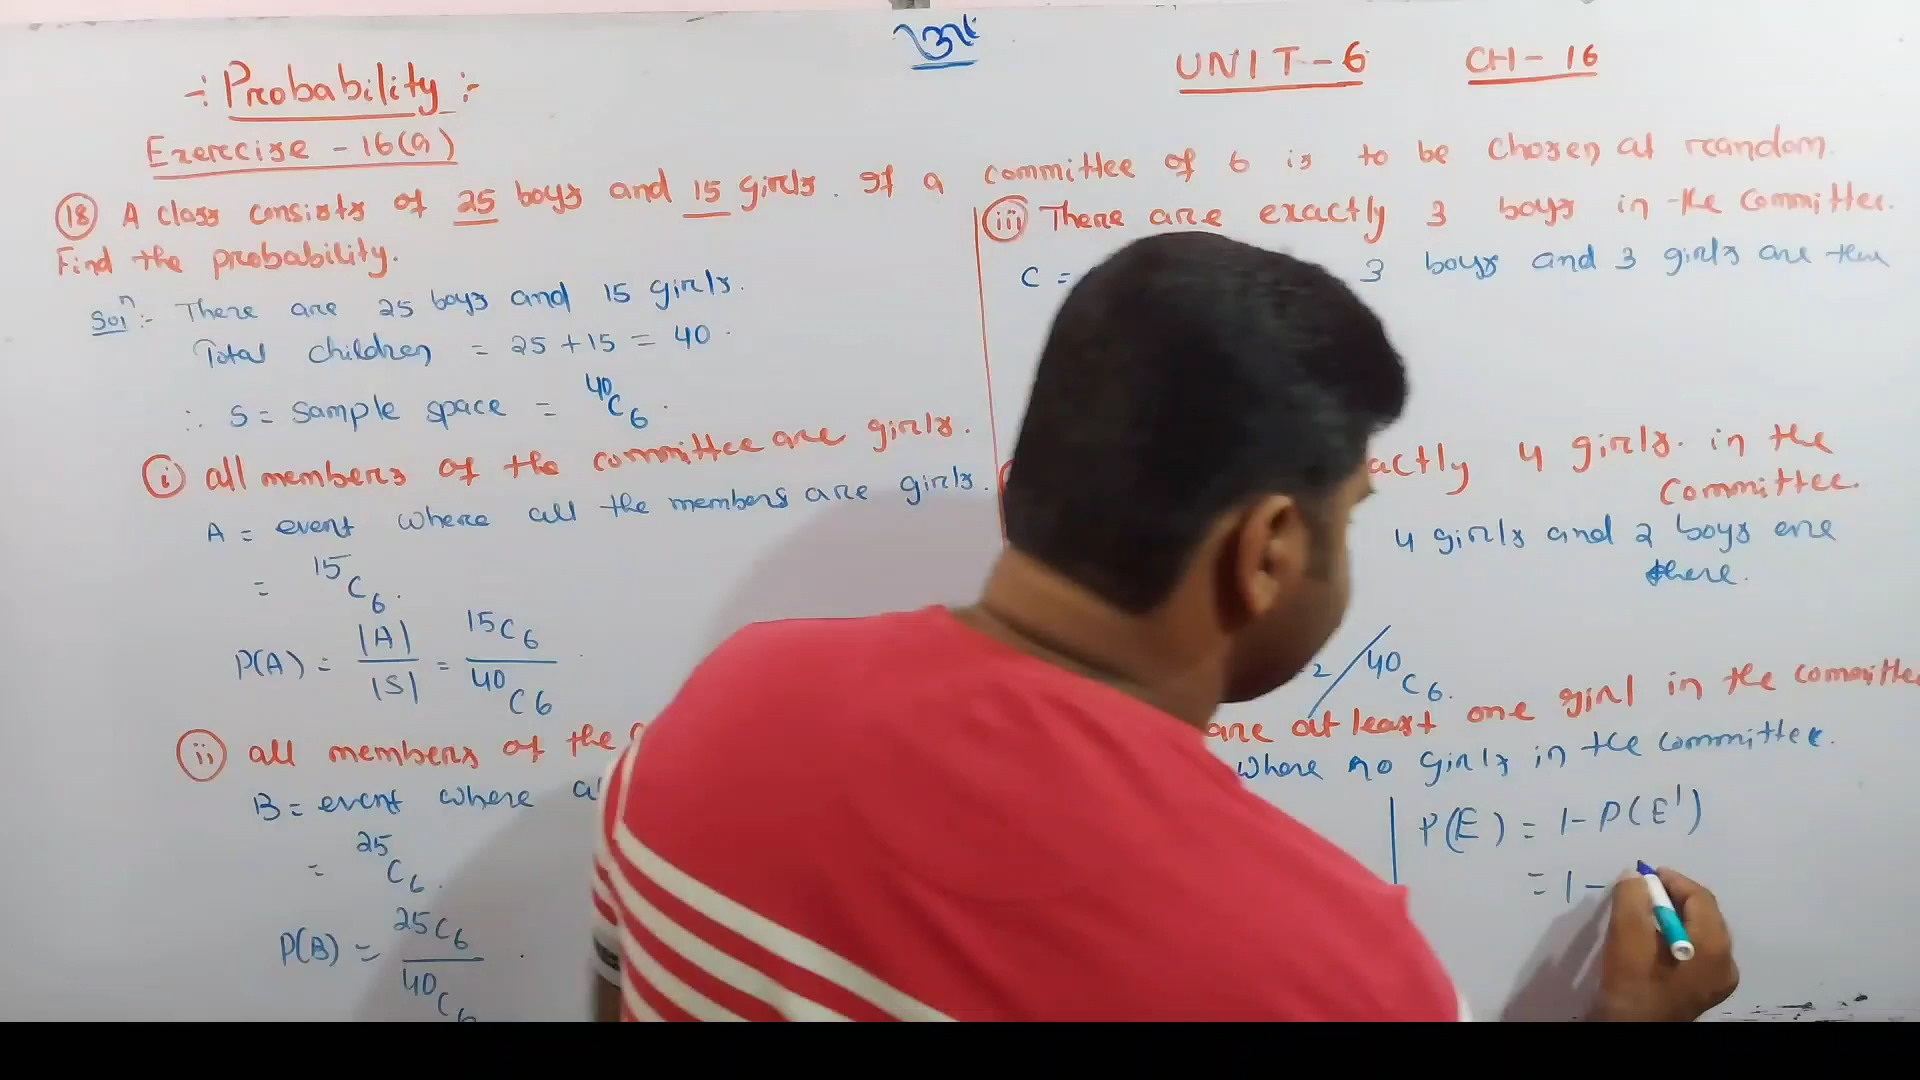 -: Probability :-
UNIT-6 CH-16
Exercise - 16(a)
(18) A class consists of 25 boys and 15 girls. If a committee of 6 is to be chosen at random.
Find the probability.
Solⁿ:- There are 25 boys and 15 girls.
Total children = 25+15 = 40.
∴ S = Sample space = ⁴⁰C₆.
(i) all members of the committee are girls.
A = event where all the members are girls.
= ¹⁵C₆.
P(A) = |A|/|S| = ¹⁵C₆/⁴⁰C₆
(ii) all members of the
B = event where
= ²⁵C₆.
P(B) = ²⁵C₆/⁴⁰C₆
(iii) There are exactly 3 boys in the committee.
C = 3 boys and 3 girls are
4 girls. in the
committee.
4 girls and 2 boys are
there.
2/⁴⁰C₆.
are at least one girl in the
where no girls in the committee.
P(E) = 1-P(E')
= 1-